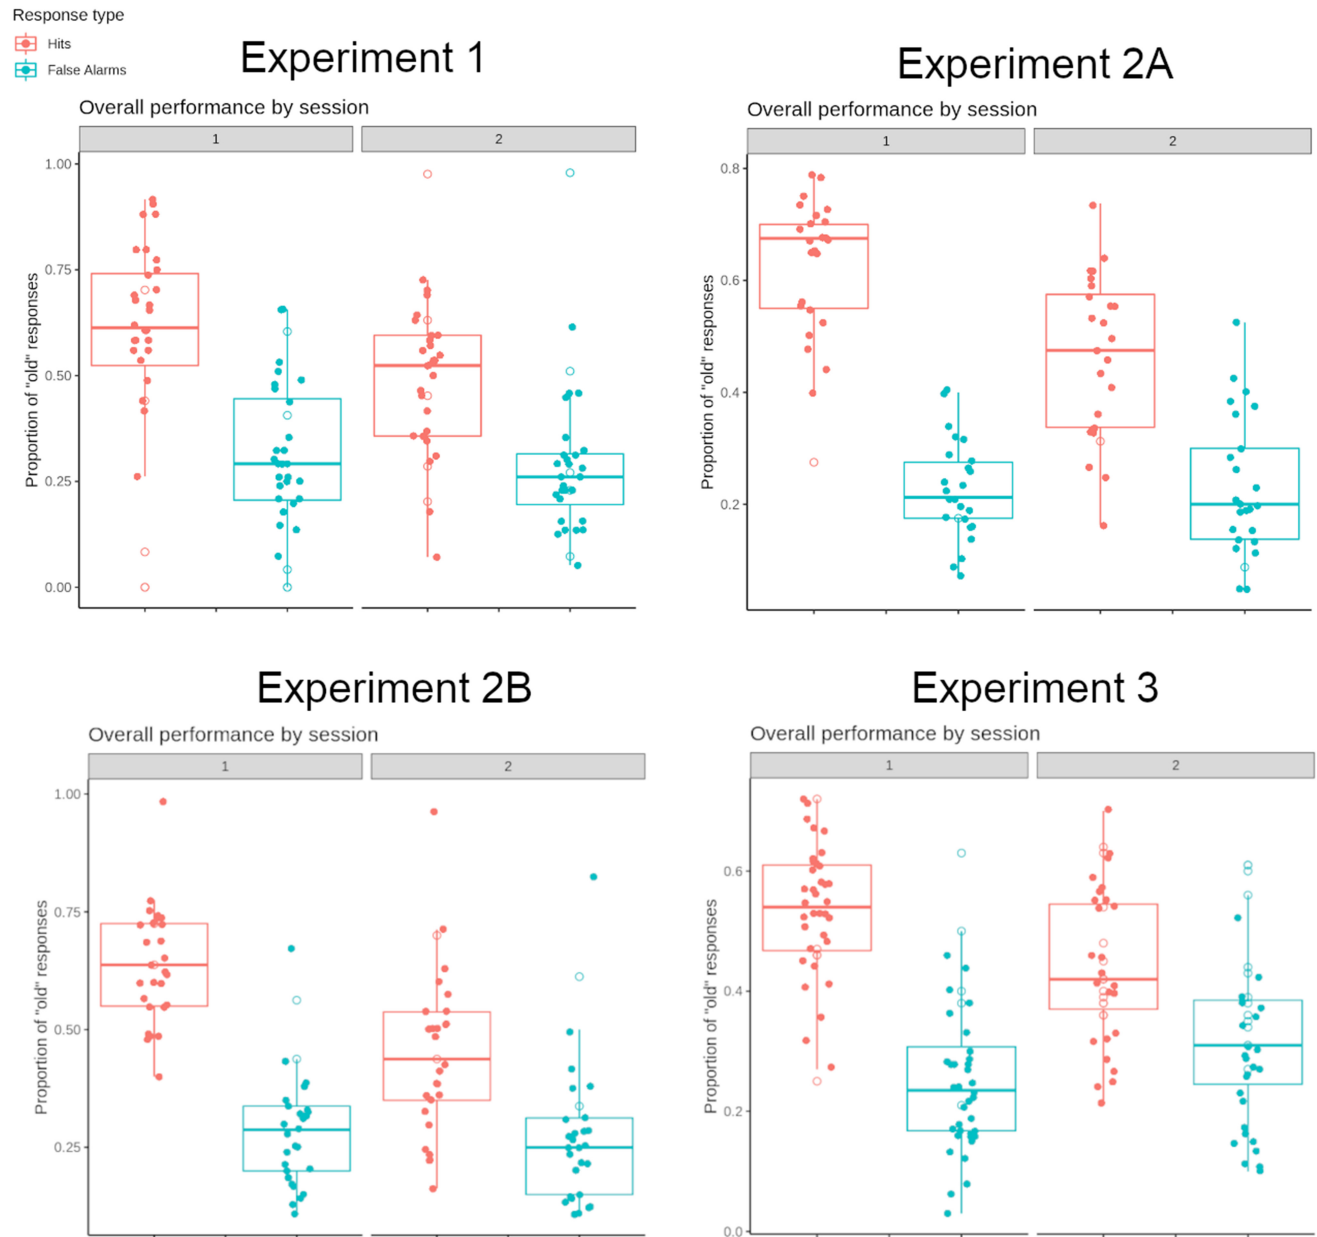 Response type
Hits
False Alarms
Experiment 1
Overall performance by session
1 2
Proportion of "old" responses
1.00
0.75
0.50
0.25
0.00
Experiment 2A
Overall performance by session
1 2
Proportion of "old" responses
0.8
0.6
0.4
0.2
Experiment 2B
Overall performance by session
1 2
Proportion of "old" responses
1.00
0.75
0.50
0.25
Experiment 3
Overall performance by session
1 2
Proportion of "old" responses
0.6
0.4
0.2
0.0